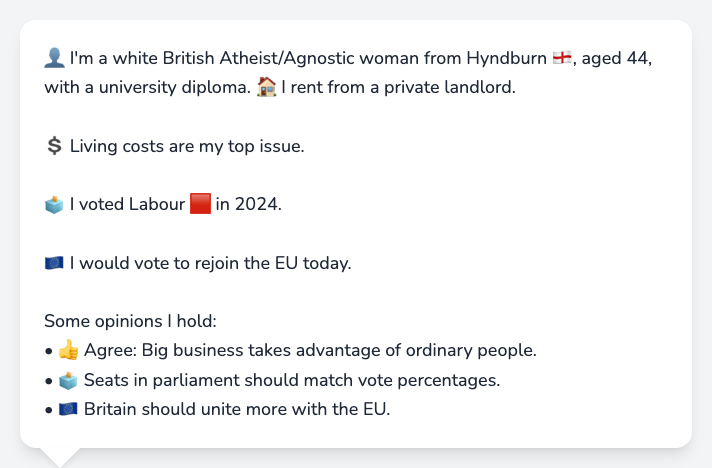 👤 I'm a white British Atheist/Agnostic woman from Hyndburn 🏴󠁧󠁢󠁥󠁮󠁧󠁿, aged 44,
with a university diploma. 🏠 I rent from a private landlord.
💲 Living costs are my top issue.
🗳️ I voted Labour 🟥 in 2024.
🇪🇺 I would vote to rejoin the EU today.
Some opinions I hold:
• 👍 Agree: Big business takes advantage of ordinary people.
• 🗳️ Seats in parliament should match vote percentages.
• 🇪🇺 Britain should unite more with the EU.